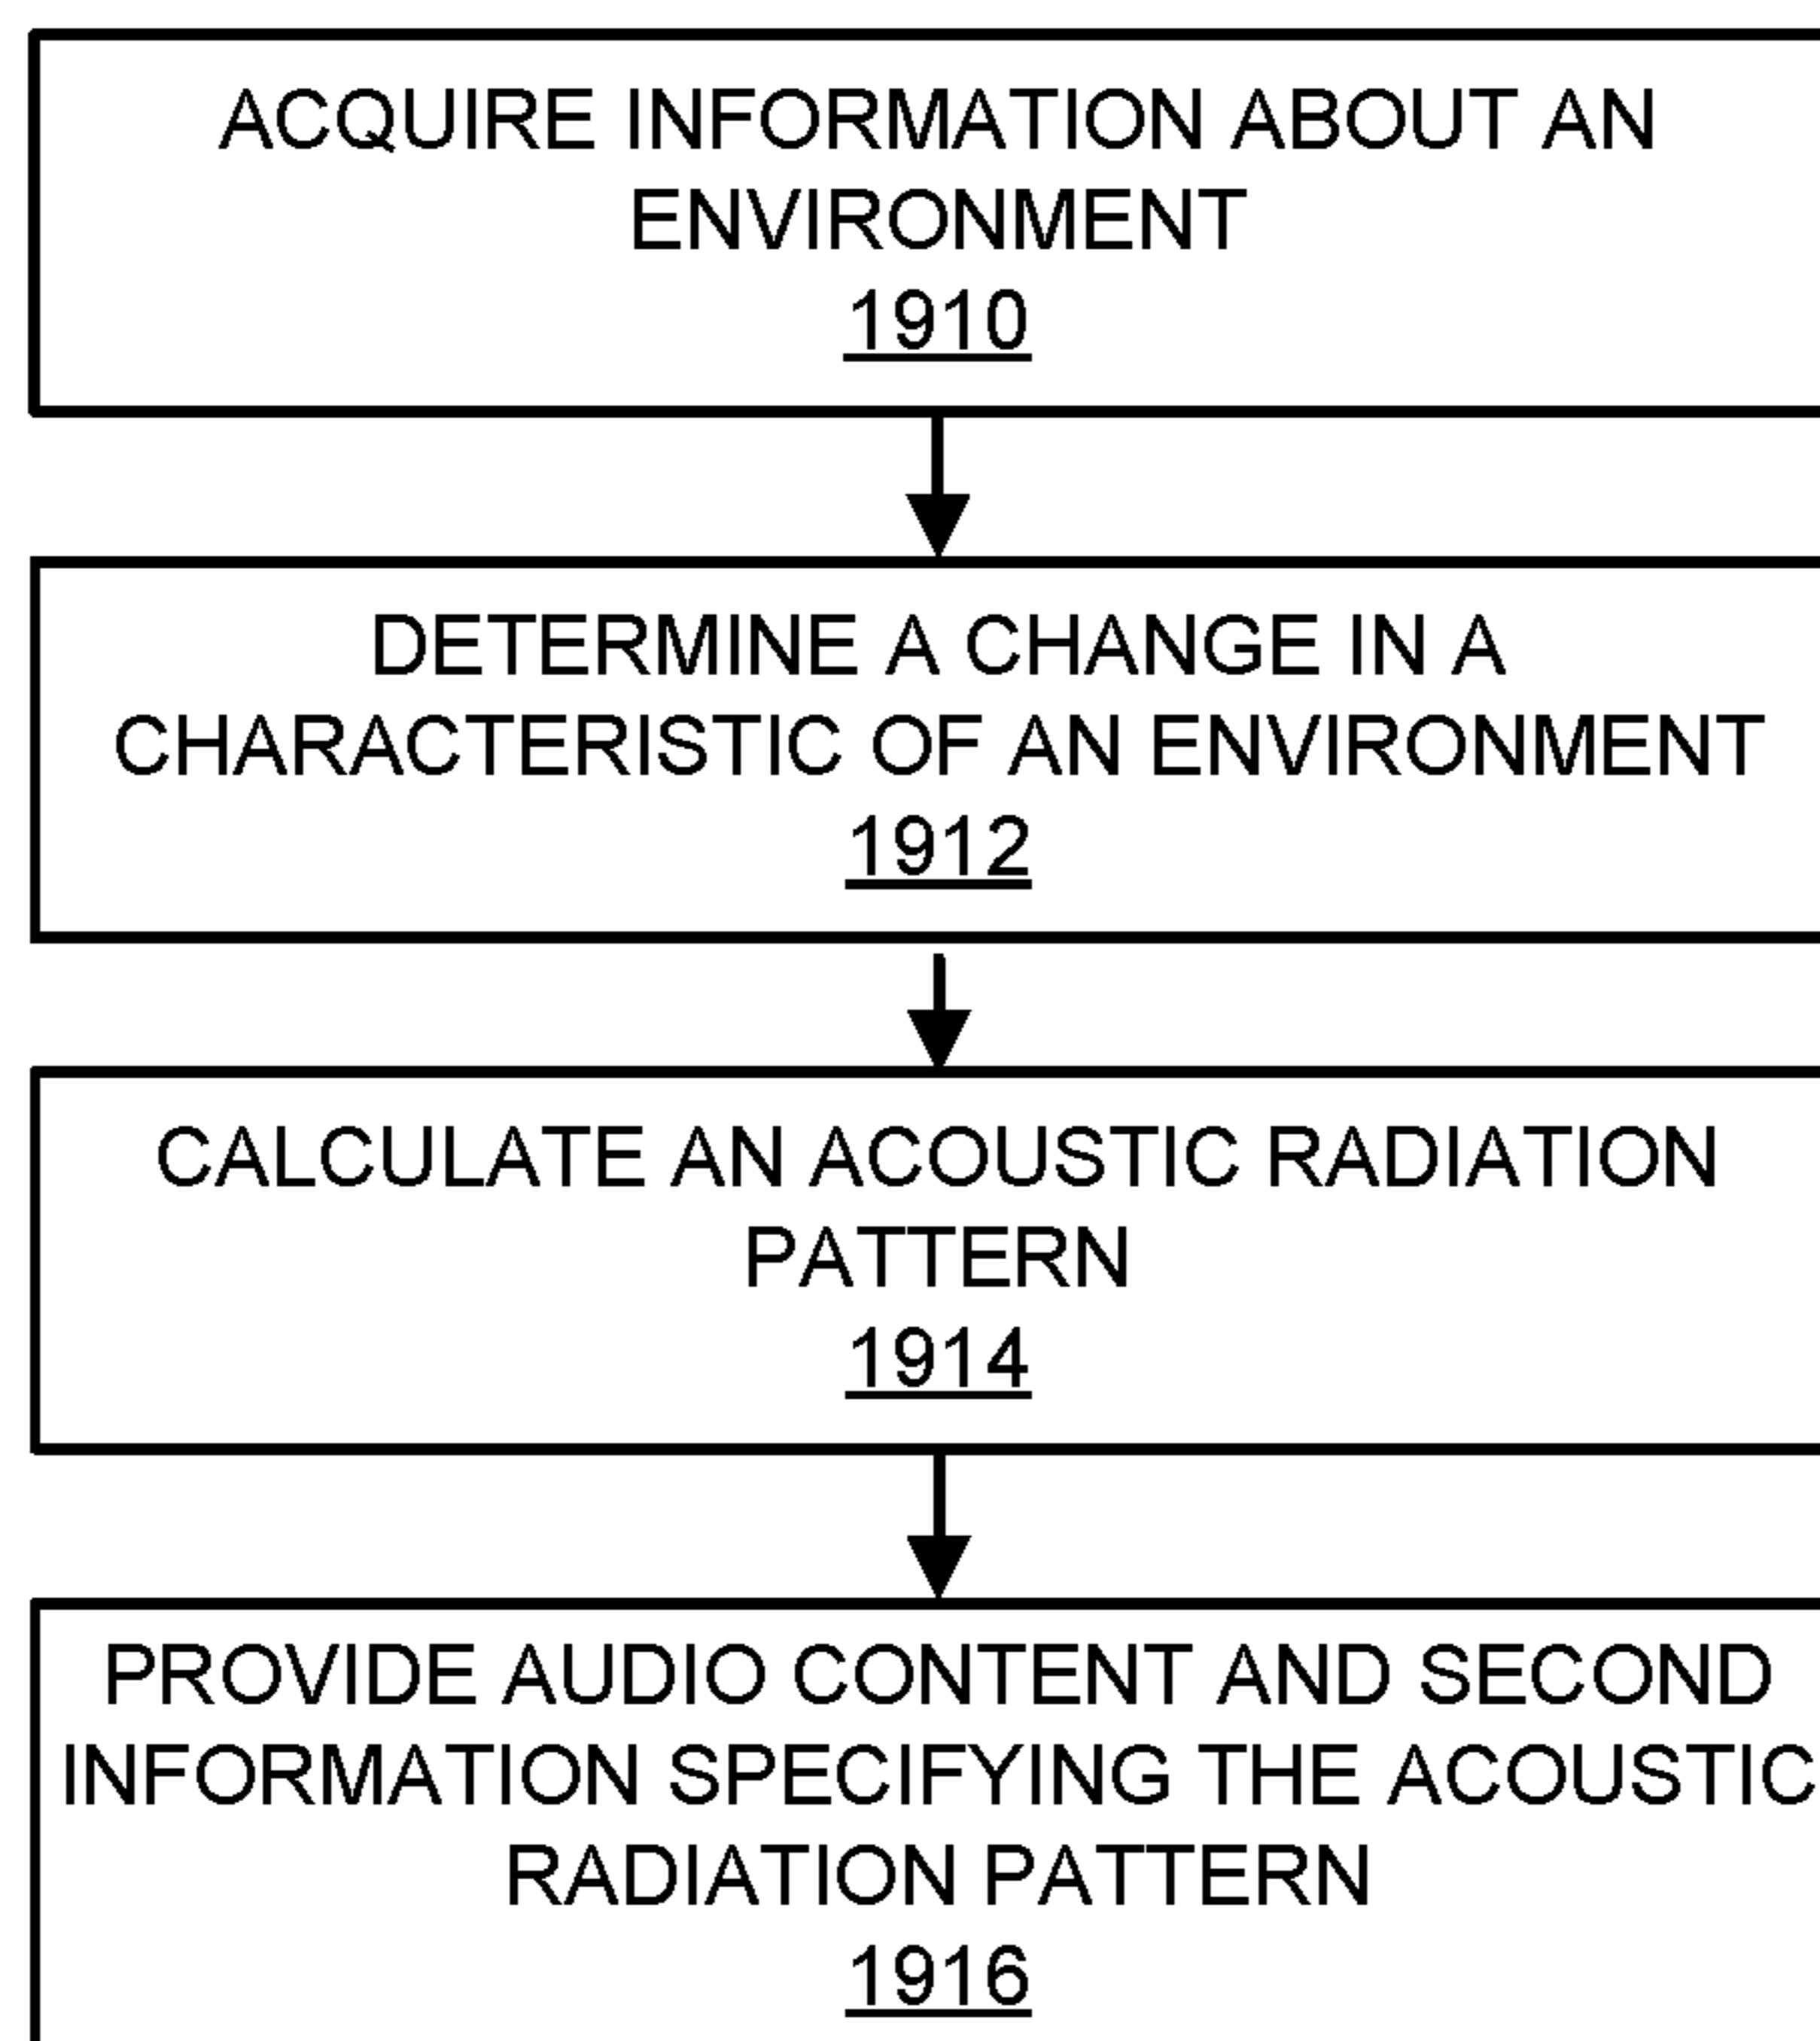 ACQUIRE INFORMATION ABOUT AN
ENVIRONMENT
1910
DETERMINE A CHANGE IN A
CHARACTERISTIC OF AN ENVIRONMENT
1912
CALCULATE AN ACOUSTIC RADIATION
PATTERN
1914
PROVIDE AUDIO CONTENT AND SECOND
INFORMATION SPECIFYING THE ACOUSTIC
RADIATION PATTERN
1916